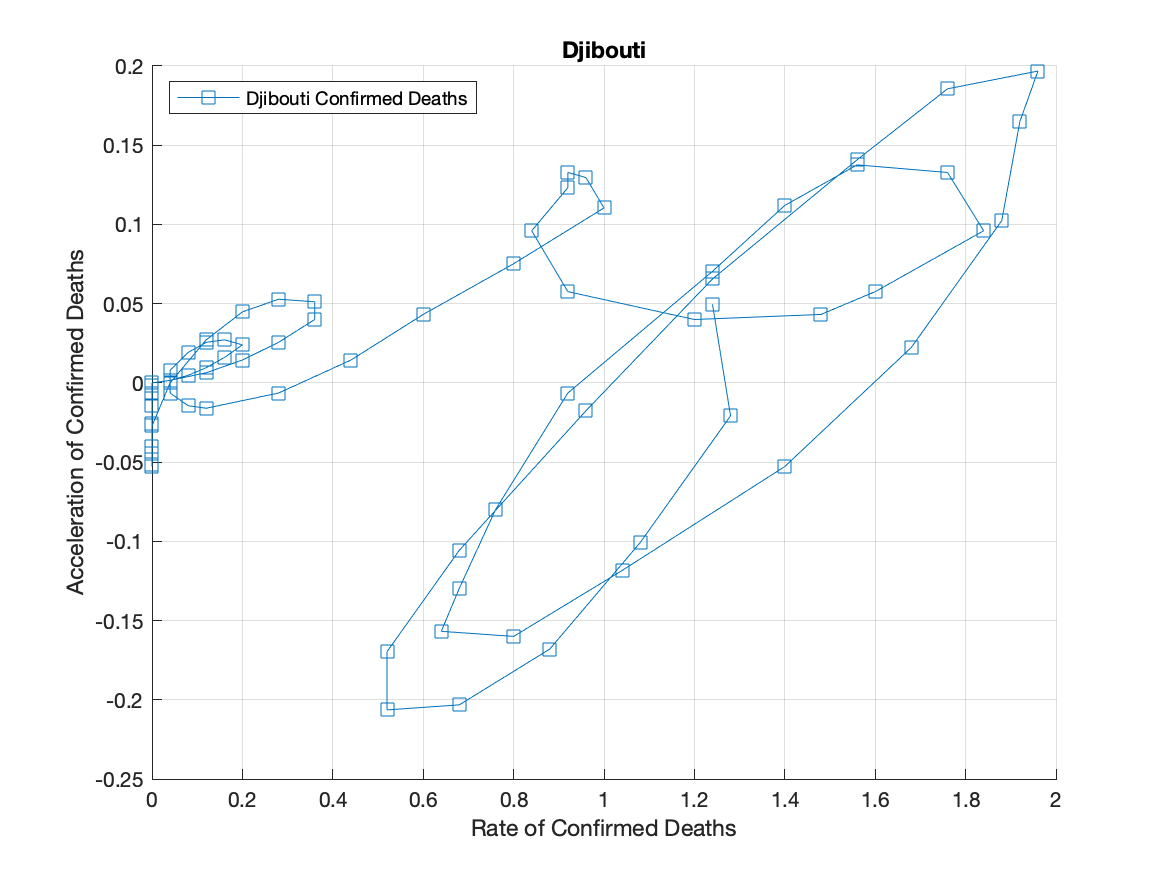 Djibouti
Djibouti Confirmed Deaths
Acceleration of Confirmed Deaths
0.2
0.15
0.1
0.05
0
-0.05
-0.1
-0.15
-0.2
-0.25
0 0.2 0.4 0.6 0.8 1 1.2 1.4 1.6 1.8 2
Rate of Confirmed Deaths